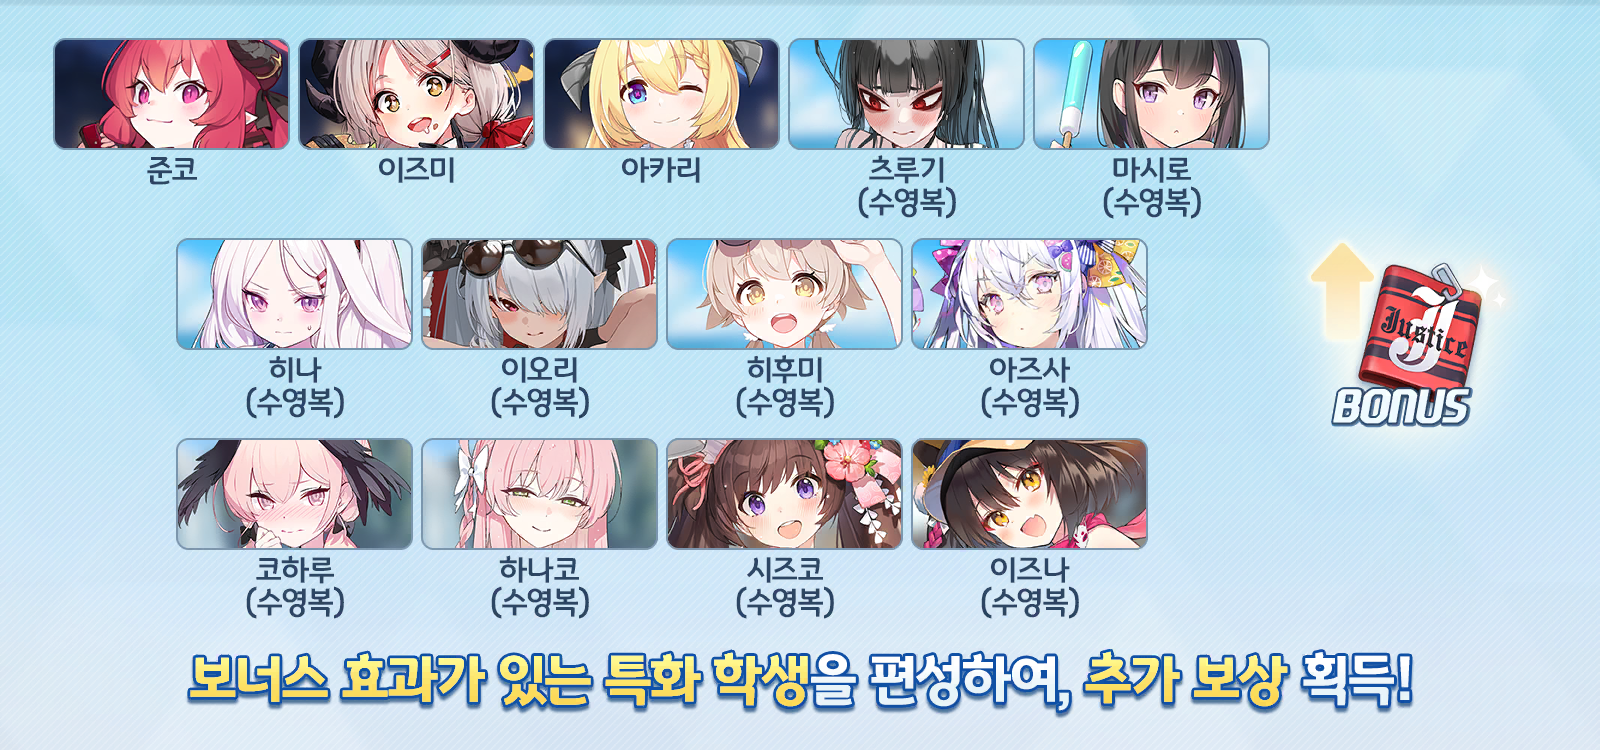 준코
이즈미
아카리
츠루기
(수영복)
마시로
(수영복)
히나
(수영복)
이오리
(수영복)
히후미
(수영복)
아즈사
(수영복)
Justice
J
BONUS
코하루
(수영복)
하나코
(수영복)
시즈코
(수영복)
이즈나
(수영복)
보너스 효과가 있는 특화 학생을 편성하여, 추가 보상 획득!